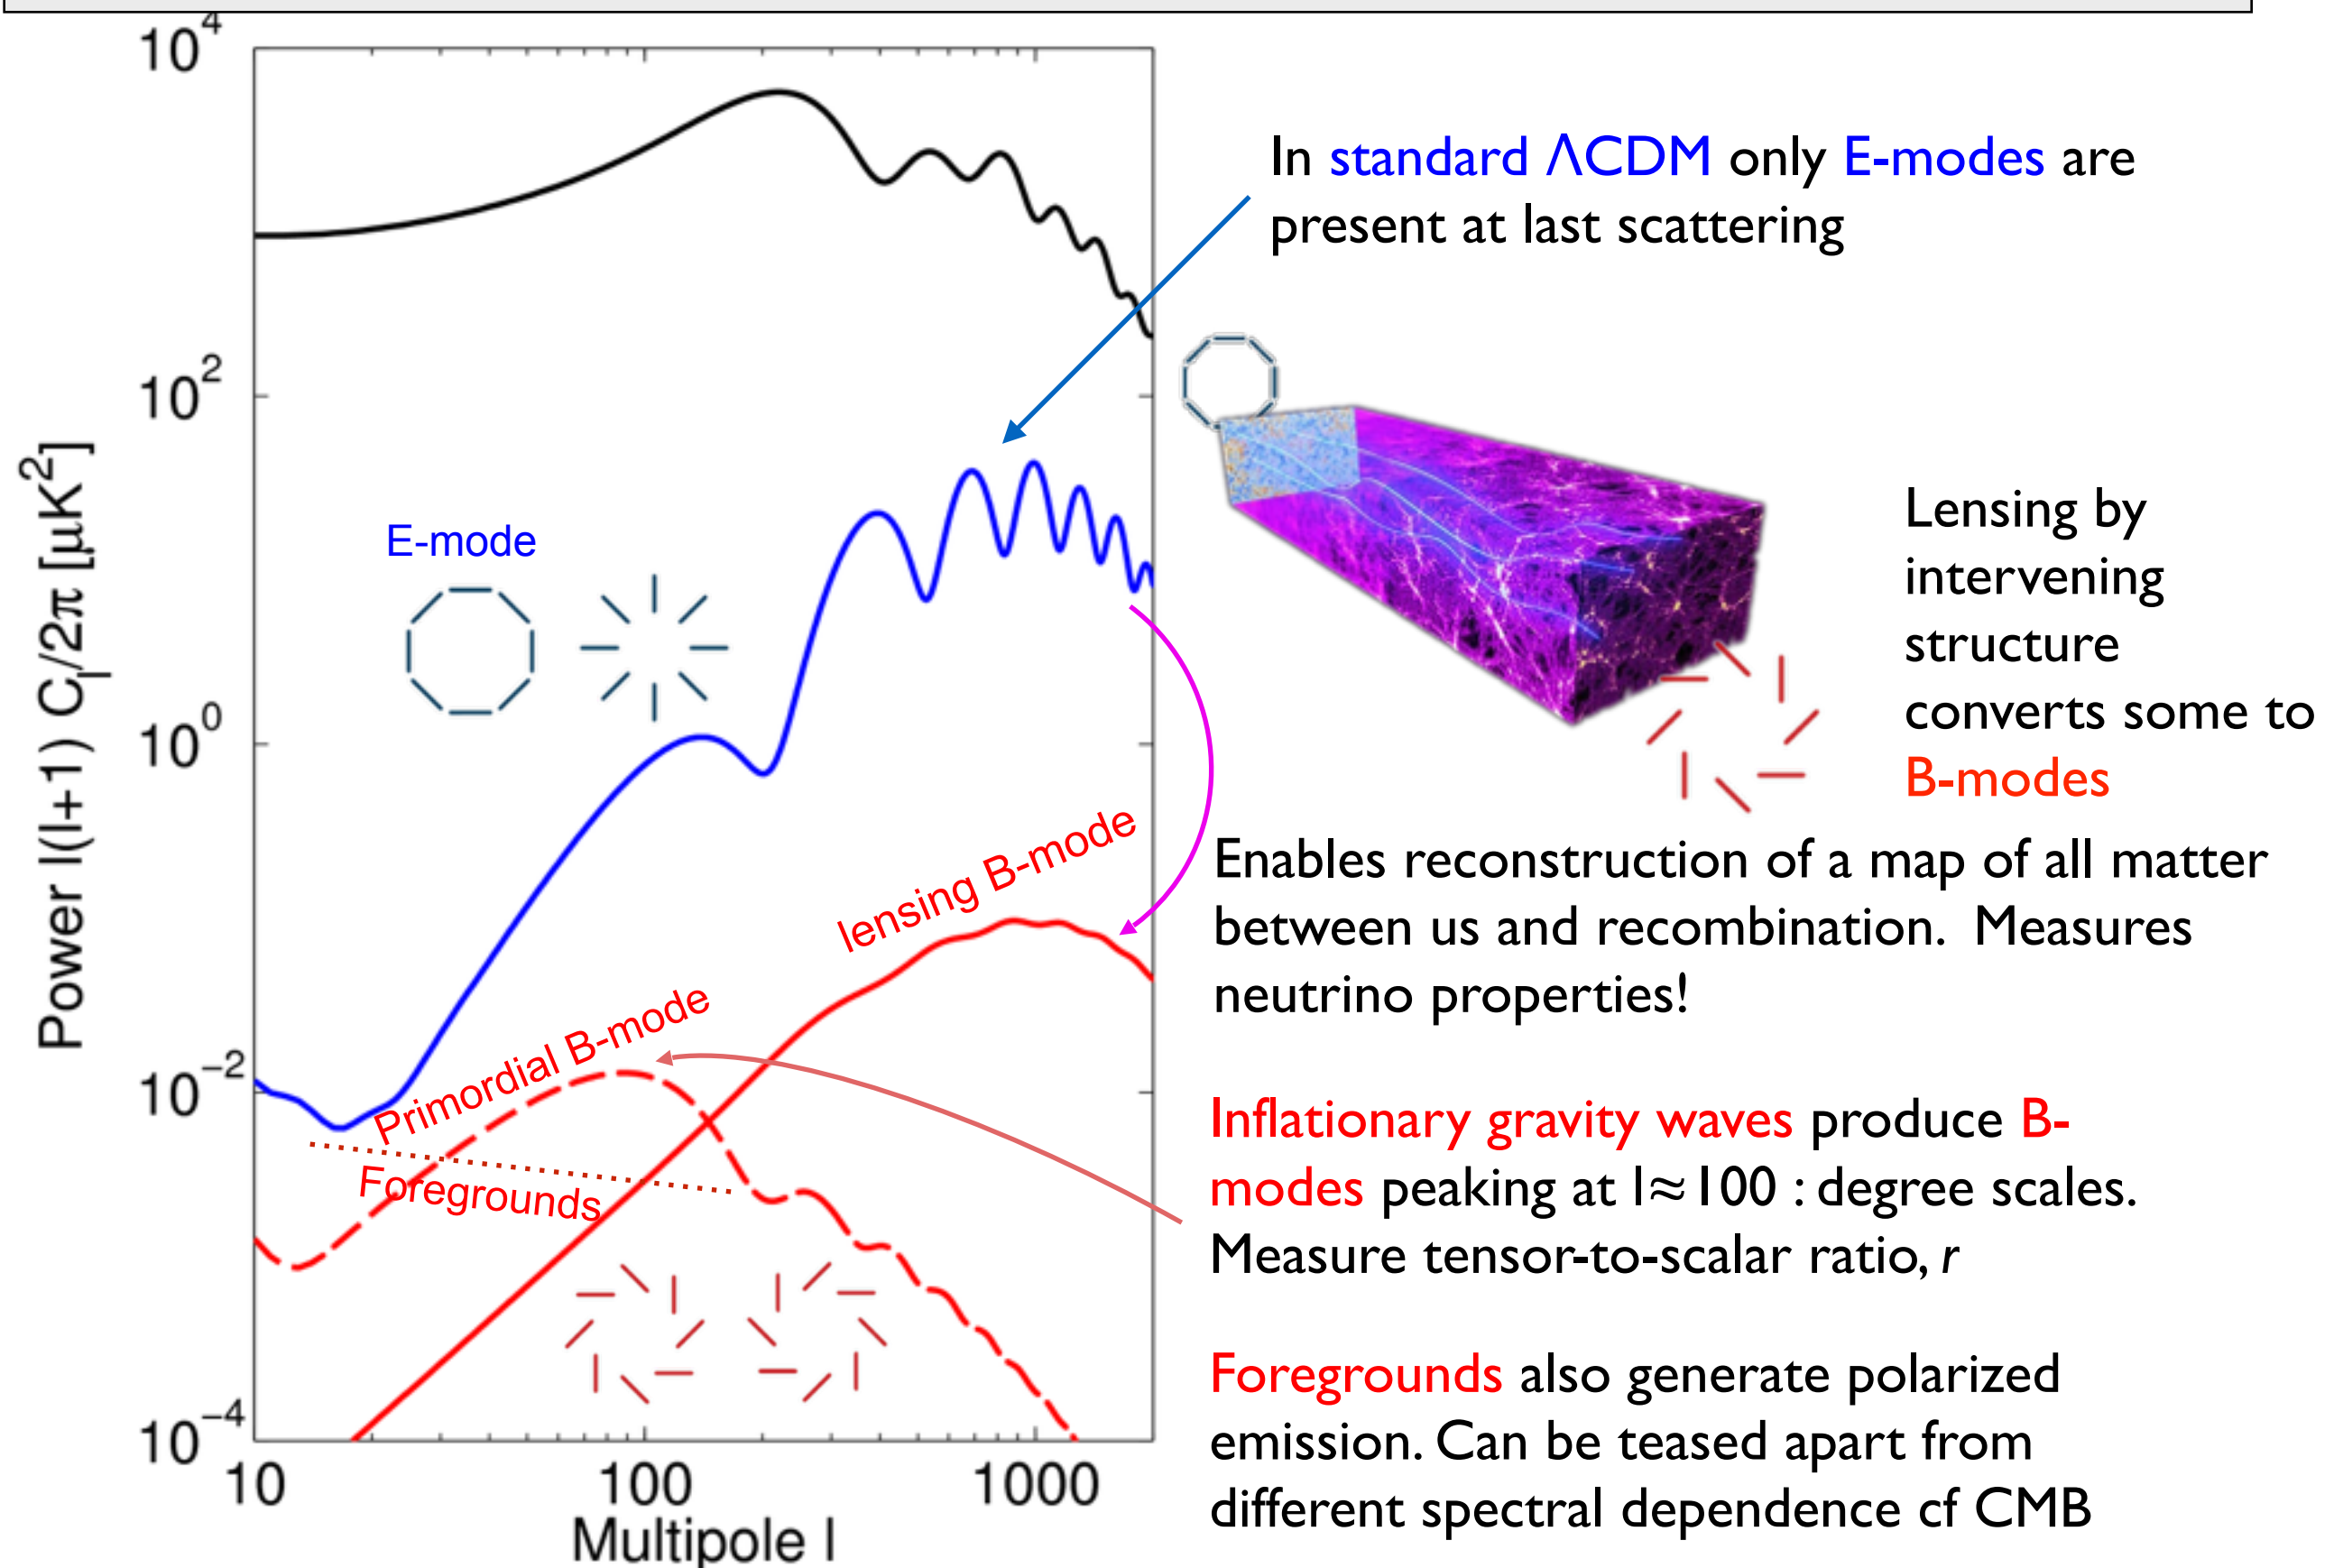 10⁴
10²
10⁰
10⁻²
10⁻⁴
Power l(l+1) Cₗ/2π [μK²]
10
100
1000
Multipole l
E-mode
lensing B-mode
Primordial B-mode
Foregrounds
In standard ΛCDM only E-modes are
present at last scattering
Lensing by
intervening
structure
converts some to
B-modes
Enables reconstruction of a map of all matter
between us and recombination. Measures
neutrino properties!
Inflationary gravity waves produce B-
modes peaking at l≈100 : degree scales.
Measure tensor-to-scalar ratio, r
Foregrounds also generate polarized
emission. Can be teased apart from
different spectral dependence cf CMB